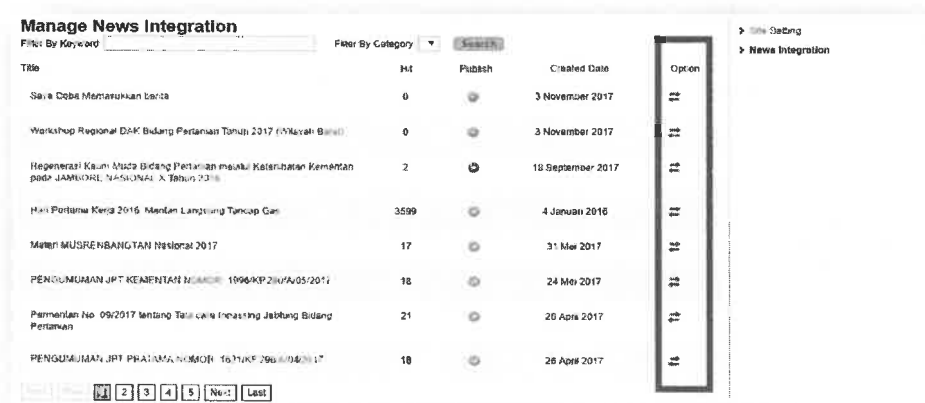 Manage News Integration
Filter By Keyword Filter By Category Search
Site Setting
News Integration
Title Hit Publish Created Date Option
Saya Coba Memasukkan berita 0 3 November 2017
Workshop Regional DAK Bidang Pertanian Tahun 2017 (Wilayah Barat) 0 3 November 2017
Regenerasi Kaum Muda Bidang Pertanian melalui Keterlibatan Kementan 2 18 September 2017
pada JAMBORE NASIONAL X Tahun 2016
Hari Pertama Kerja 2016 Mentan Langsung Tancap Gas 3599 4 Januari 2016
Materi MUSRENBANGTAN Nasional 2017 17 31 Mei 2017
PENGUMUMAN JPT KEMENTAN NOMOR 18 24 Mei 2017
Permentan No. 09/2017 tentang Tata cara Inpassing Jabtung Bidang 21 26 April 2017
Pertanian
PENGUMUMAN JPT PRATAMA NOMOR 18 26 April 2017
1 2 3 4 5 Next Last